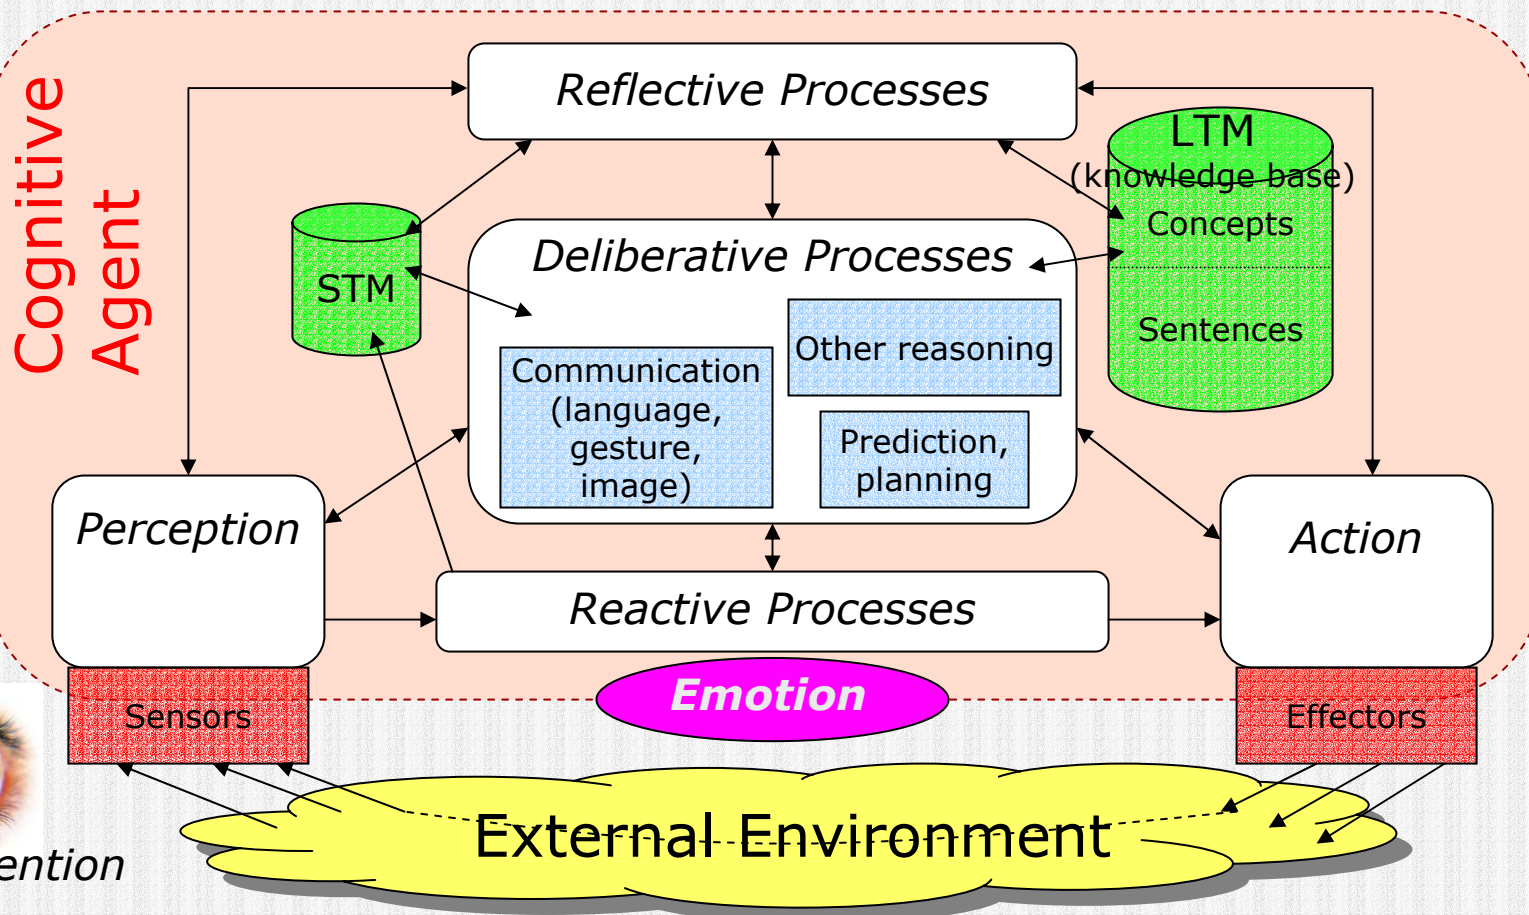 Cognitive
Agent
Reflective Processes
LTM
(knowledge base)
Concepts
Sentences
STM
Deliberative Processes
Other reasoning
Communication
(language,
gesture,
image)
Prediction,
planning
Perception
Action
Reactive Processes
Emotion
Sensors
Effectors
External Environment
ention